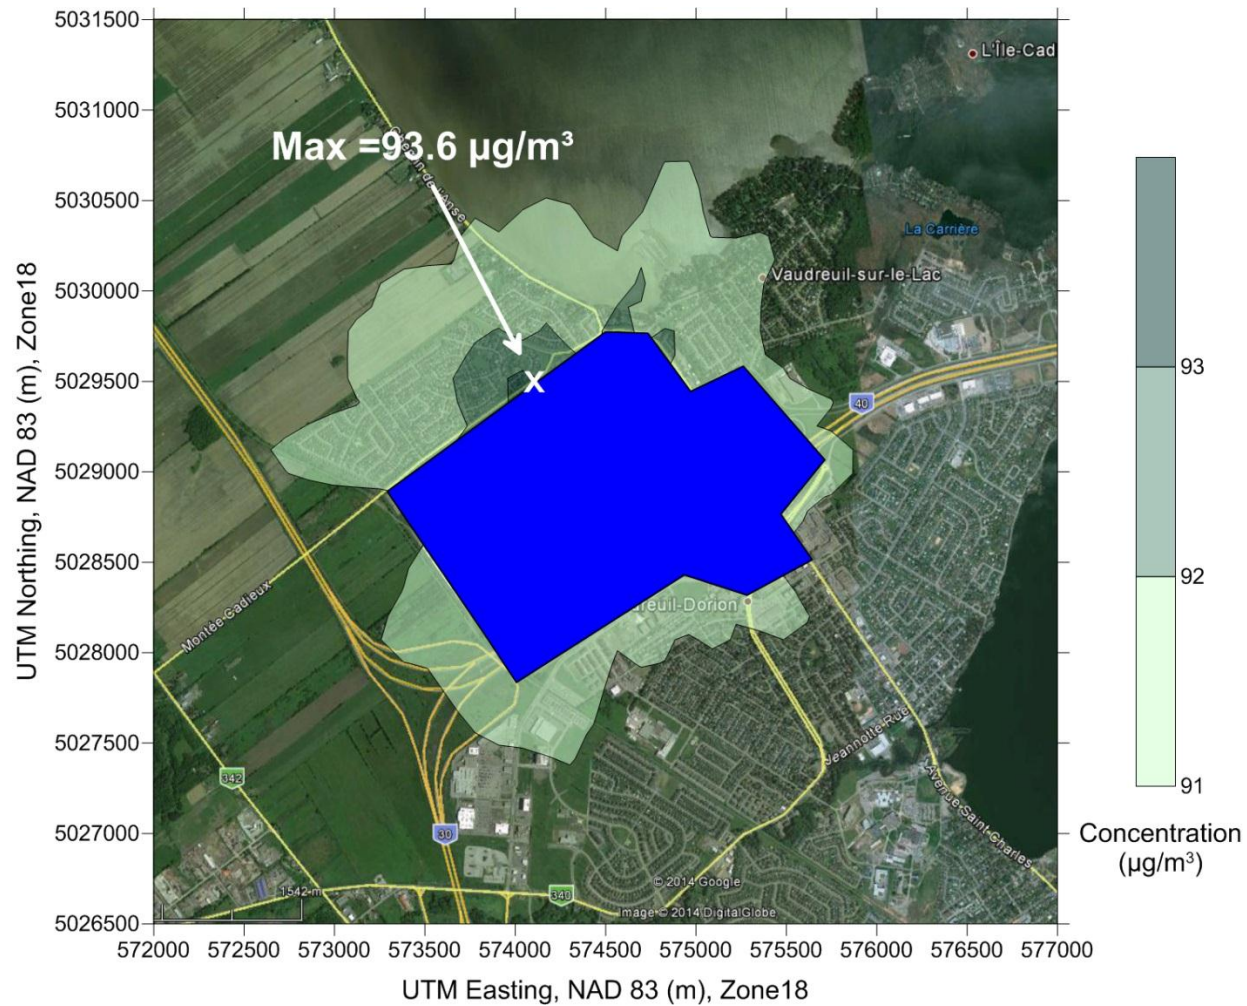 5031500
L'Île-Cad
5031000
Max =93.6 µg/m³
Chemin de l'Anse
5030500
La Carrière
5030000
Vaudreuil-sur-le-Lac
5029500
X
40
93
5029000
5028500
92
reuil-Dorion
Montée Cadieux
5028000
Jeannotte Rue
5027500
342
91
Avenue Saint Charles
5027000
30
Concentration
(µg/m³)
© 2014 Google
1542 m
340
Image © 2014 DigitalGlobe
5026500
572000 572500 573000 573500 574000 574500 575000 575500 576000 576500 577000
UTM Easting, NAD 83 (m), Zone18
UTM Northing, NAD 83 (m), Zone18